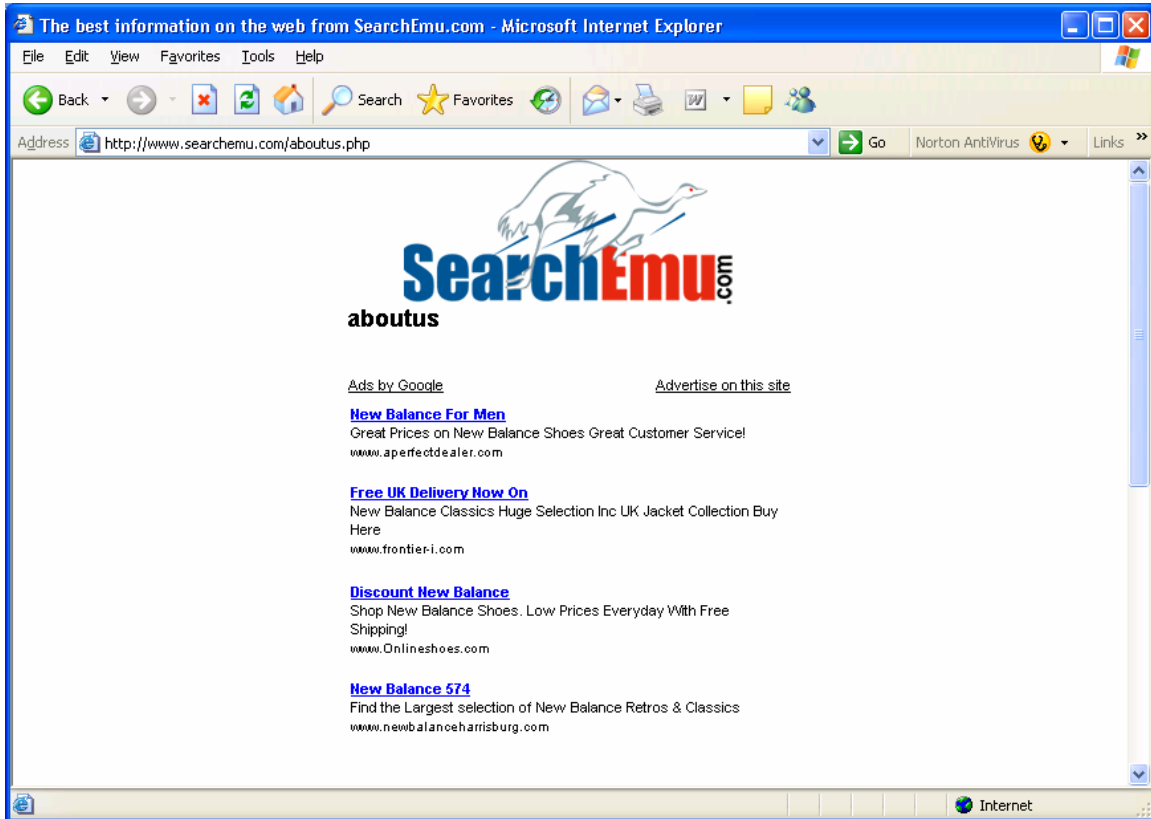 The best information on the web from SearchEmu.com - Microsoft Internet Explorer
File Edit View Favorites Tools Help
Back Search Favorites W
Address http://www.searchemu.com/aboutus.php Go Norton AntiVirus Links »
SearchEmu.com
aboutus
Ads by Google Advertise on this site
New Balance For Men
Great Prices on New Balance Shoes Great Customer Service!
www.aperfectdealer.com
Free UK Delivery Now On
New Balance Classics Huge Selection Inc UK Jacket Collection Buy
Here
www.frontier-i.com
Discount New Balance
Shop New Balance Shoes. Low Prices Everyday With Free
Shipping!
www.Onlineshoes.com
New Balance 574
Find the Largest selection of New Balance Retros & Classics
www.newbalanceharrisburg.com
Internet